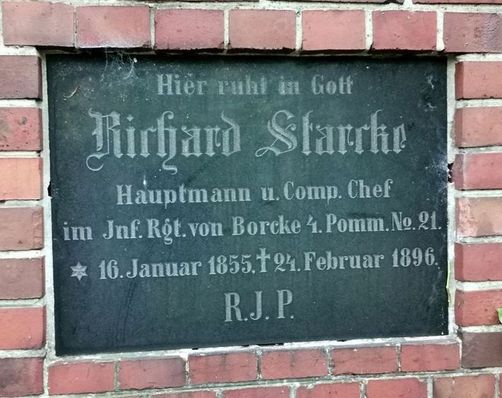 Hier ruht in Gott
Richard Starcke
Hauptmann u. Comp. Chef
im Jnf. Rgt. von Borcke 4. Pomm. No. 21.
✶ 16. Januar 1855. † 24. Februar 1896.
R. J. P.